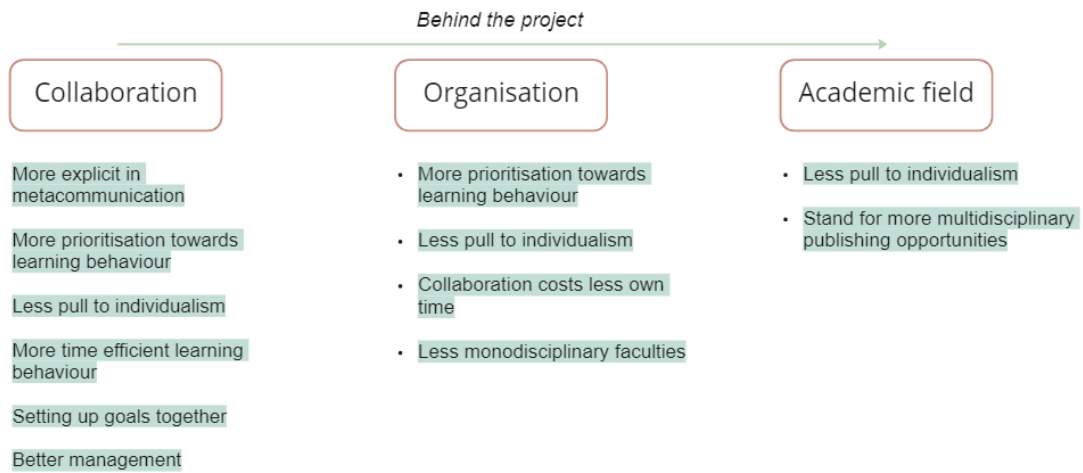 Behind the project
Collaboration
More explicit in
metacommunication
More prioritisation towards
learning behaviour
Less pull to individualism
More time efficient learning
behaviour
Setting up goals together
Better management
Organisation
• More prioritisation towards
learning behaviour
• Less pull to individualism
• Collaboration costs less own
time
• Less monodisciplinary faculties
Academic field
• Less pull to individualism
• Stand for more multidisciplinary
publishing opportunities